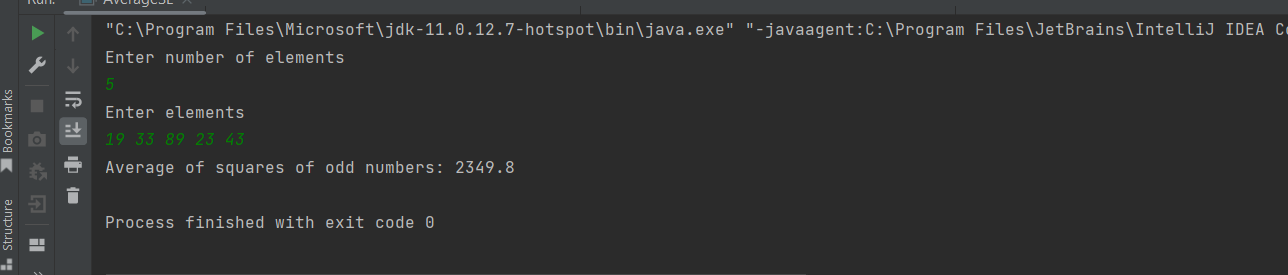 Run:
"C:\Program Files\Microsoft\jdk-11.0.12.7-hotspot\bin\java.exe" "-javaagent:C:\Program Files\JetBrains\IntelliJ IDEA Co
Enter number of elements
5
Enter elements
19 33 89 23 43
Average of squares of odd numbers: 2349.8
Process finished with exit code 0
Bookmarks
Structure